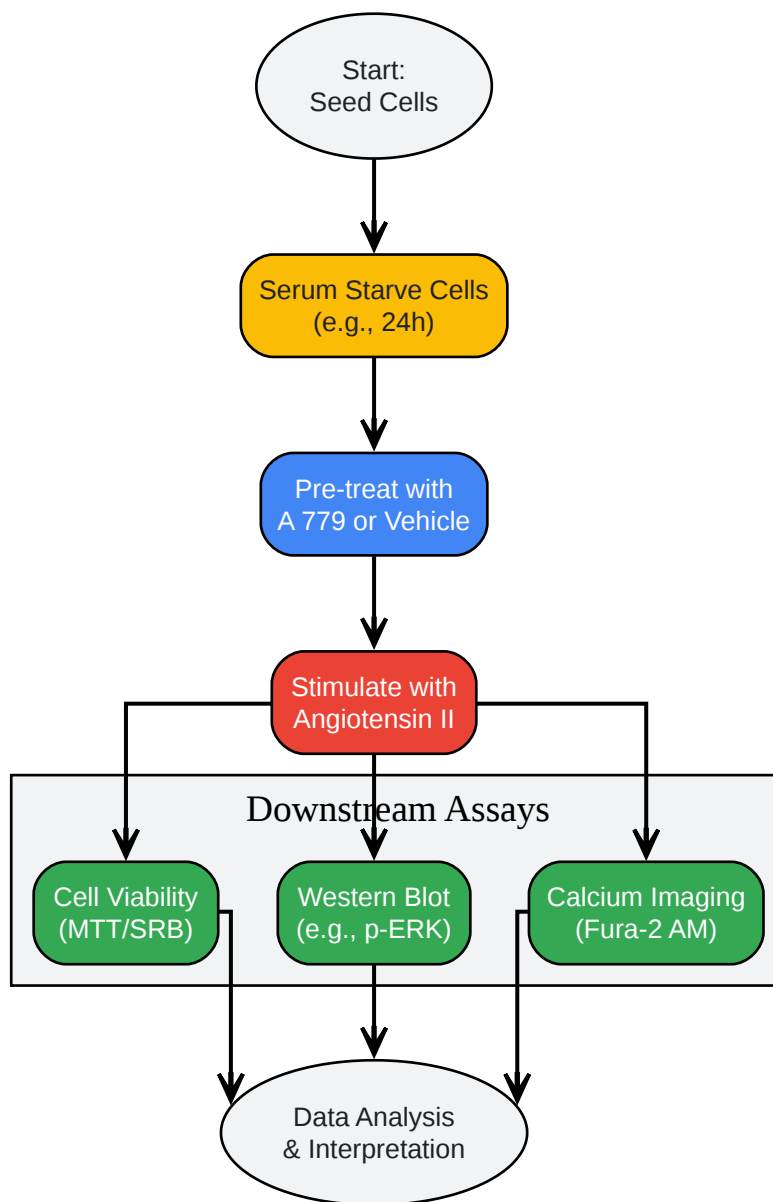 Start:
Seed Cells
Serum Starve Cells
(e.g., 24h)
Pre-treat with
A 779 or Vehicle
Stimulate with
Angiotensin II
Downstream Assays
Cell Viability
(MTT/SRB)
Western Blot
(e.g., p-ERK)
Calcium Imaging
(Fura-2 AM)
Data Analysis
& Interpretation